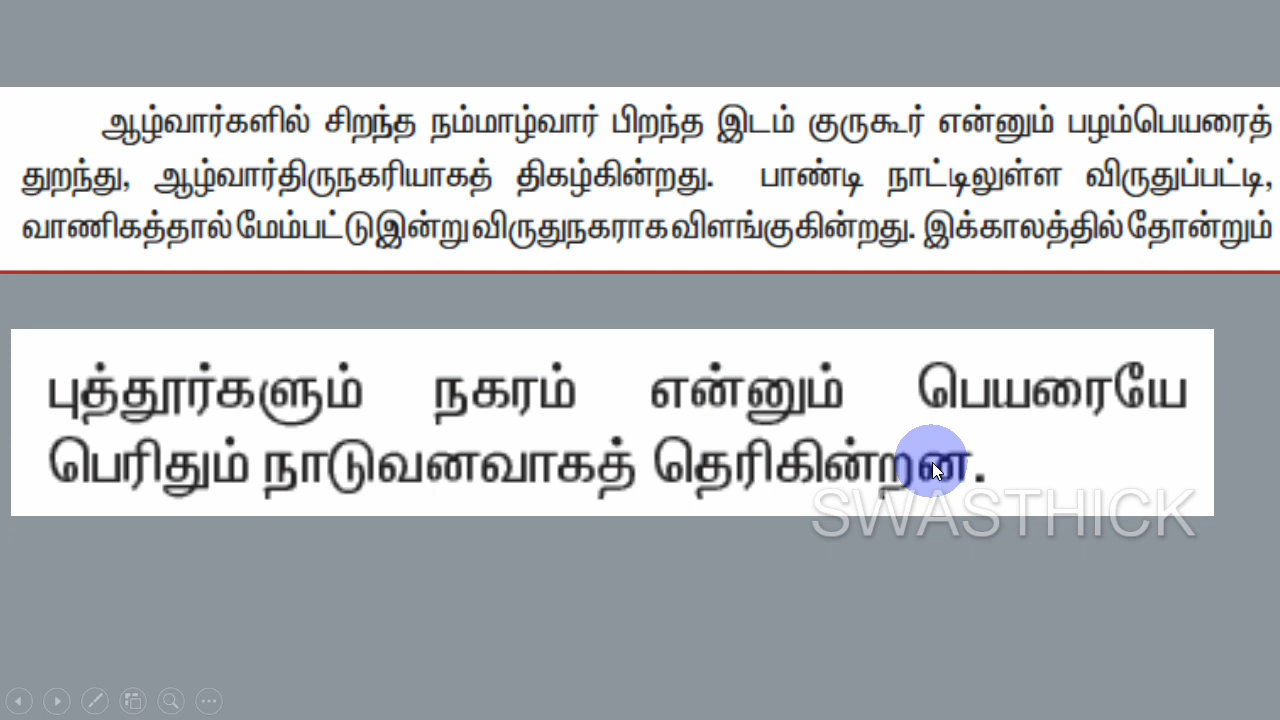 ஆழ்வார்களில் சிறந்த நம்மாழ்வார் பிறந்த இடம் குருகூர் என்னும் பழம்பெயரைத்
துறந்து, ஆழ்வார்திருநகரியாகத் திகழ்கின்றது. பாண்டி நாட்டிலுள்ள விருதுப்பட்டி,
வாணிகத்தால் மேம்பட்டு இன்று விருதுநகராக விளங்குகின்றது. இக்காலத்தில் தோன்றும்
புத்தூர்களும் நகரம் என்னும் பெயரையே
பெரிதும் நாடுவனவாகத் தெரிகின்றன.
SWASTHICK